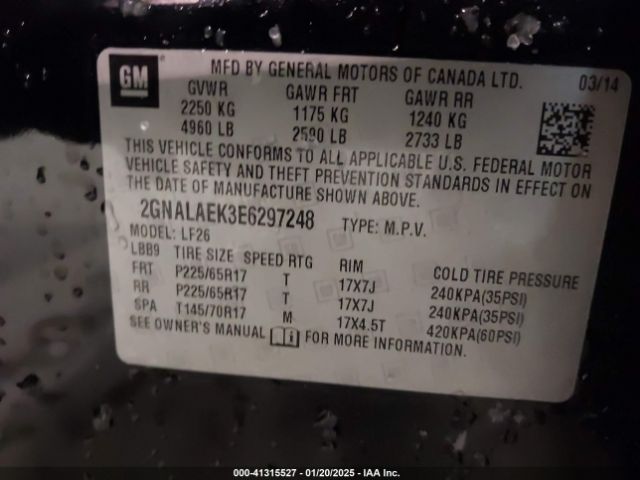 GM MFD BY GENERAL MOTORS OF CANADA LTD. 03/14
GVWR GAWR FRT GAWR RR
2250 KG 1175 KG 1240 KG
4960 LB 2590 LB 2733 LB
THIS VEHICLE CONFORMS TO ALL APPLICABLE U.S. FEDERAL MOTOR
VEHICLE SAFETY AND THEFT PREVENTION STANDARDS IN EFFECT ON
THE DATE OF MANUFACTURE SHOWN ABOVE.
2GNALAEK3E6297248 TYPE: M.P.V.
MODEL: LF26
LBB9 TIRE SIZE SPEED RTG RIM COLD TIRE PRESSURE
FRT P225/65R17 T 17X7J 240KPA(35PSI)
RR P225/65R17 T 17X7J 240KPA(35PSI)
SPA T145/70R17 M 17X4.5T 420KPA(60PSI)
SEE OWNER'S MANUAL FOR MORE INFORMATION.
000-41315527 | 01/20/2025 | IAA Inc.